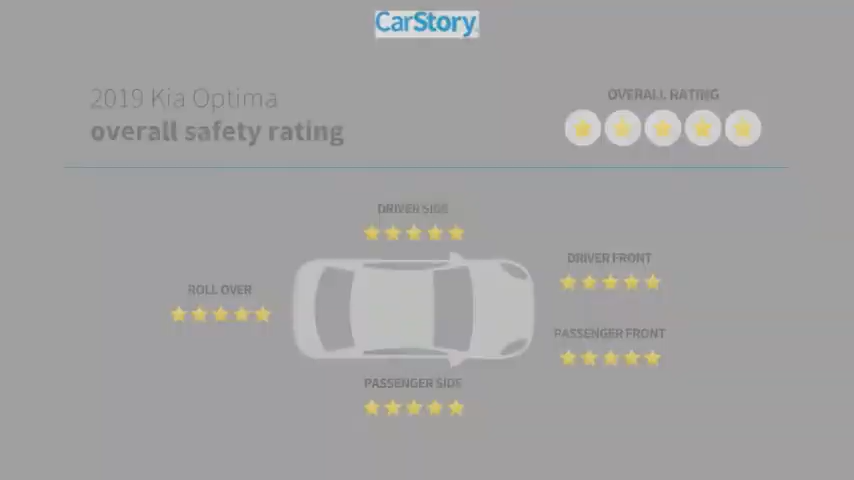 CarStory
2019 Kia Optima
overall safety rating
OVERALL RATING
DRIVER SIDE
DRIVER FRONT
ROLL OVER
PASSENGER FRONT
PASSENGER SIDE